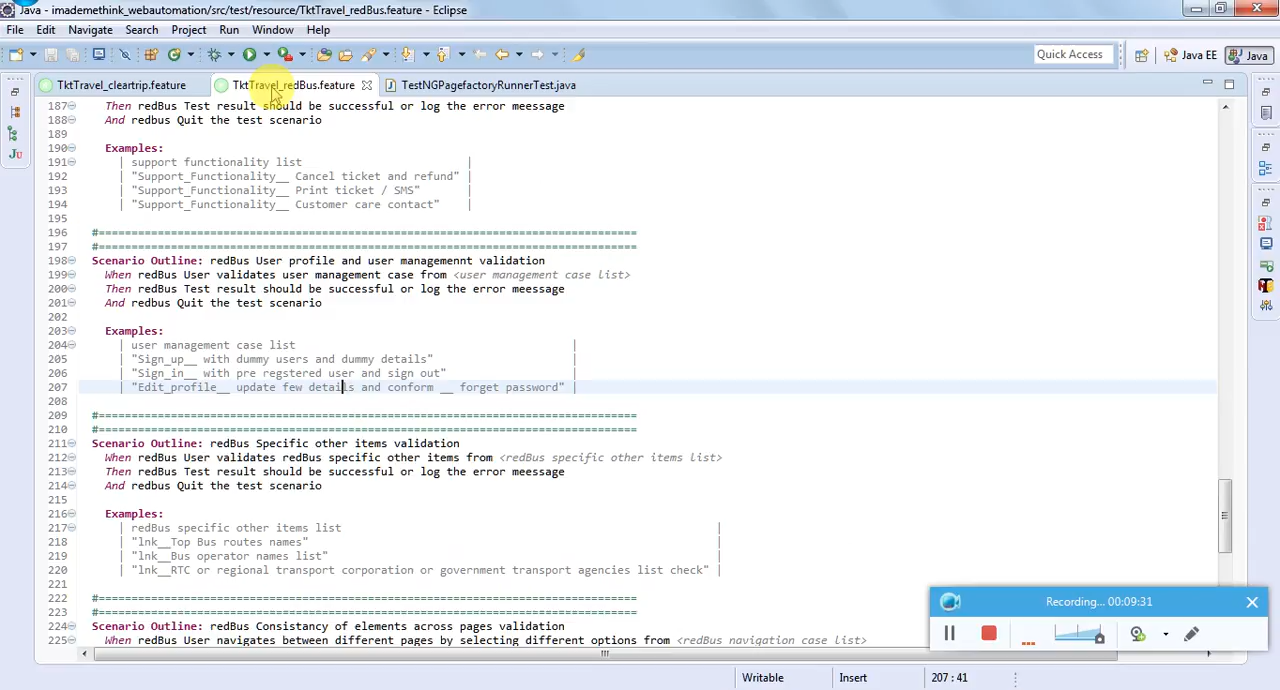 Java - imademethink_webautomation/src/test/resource/TktTravel_redBus.feature - Eclipse
File Edit Navigate Search Project Run Window Help
Quick Access Java EE Java
TktTravel_cleartrip.feature TktTravel_redBus.feature TestNGPagefactoryRunnerTest.java
187 Then redBus Test result should be successful or log the error meessage
188 And redbus Quit the test scenario
189
190 Examples:
191 | support functionality list |
192 | "Support_Functionality__ Cancel ticket and refund" |
193 | "Support_Functionality__ Print ticket / SMS" |
194 | "Support_Functionality__ Customer care contact" |
195
196 #===================================================================================
197 #===================================================================================
198 Scenario Outline: redBus User profile and user managemennt validation
199 When redBus User validates user management case from <user management case list>
200 Then redBus Test result should be successful or log the error meessage
201 And redbus Quit the test scenario
202
203 Examples:
204 | user management case list |
205 | "Sign_up__ with dummy users and dummy details" |
206 | "Sign_in__ with pre regstered user and sign out" |
207 | "Edit_profile__ update few details and conform __ forget password" |
208
209 #===================================================================================
210 #===================================================================================
211 Scenario Outline: redBus Specific other items validation
212 When redBus User validates redBus specific other items from <redBus specific other items list>
213 Then redBus Test result should be successful or log the error meessage
214 And redbus Quit the test scenario
215
216 Examples:
217 | redBus specific other items list |
218 | "lnk__Top Bus routes names" |
219 | "lnk__Bus operator names list" |
220 | "lnk__RTC or regional transport corporation or government transport agencies list check" |
221
222 #===================================================================================
223 #===================================================================================
224 Scenario Outline: redBus Consistancy of elements across pages validation
225 When redBus User navigates between different pages by selecting different options from <redBus navigation case list>
Recording... 00:09:31
Writable Insert 207 : 41